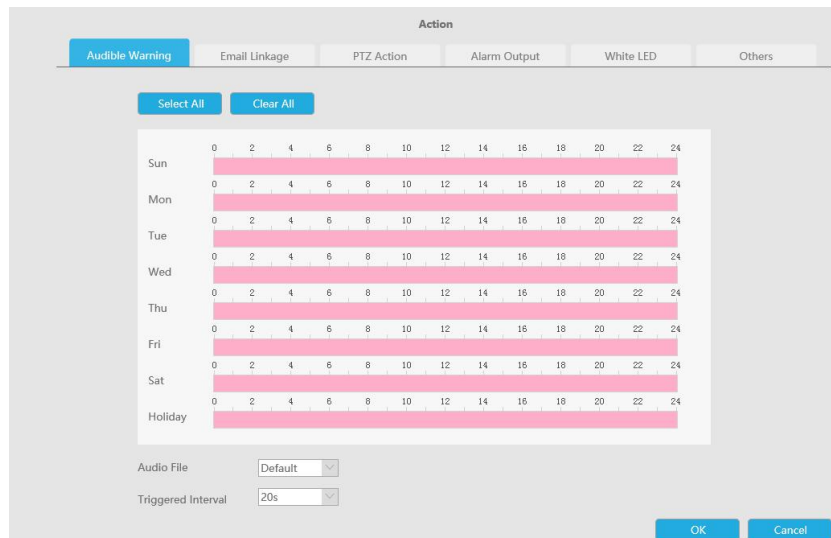 Action
Audible Warning Email Linkage PTZ Action Alarm Output White LED Others
Select All Clear All
0 2 4 6 8 10 12 14 16 18 20 22 24
Sun
0 2 4 6 8 10 12 14 16 18 20 22 24
Mon
0 2 4 6 8 10 12 14 16 18 20 22 24
Tue
0 2 4 6 8 10 12 14 16 18 20 22 24
Wed
0 2 4 6 8 10 12 14 16 18 20 22 24
Thu
0 2 4 6 8 10 12 14 16 18 20 22 24
Fri
0 2 4 6 8 10 12 14 16 18 20 22 24
Sat
0 2 4 6 8 10 12 14 16 18 20 22 24
Holiday
Audio File Default
Triggered Interval 20s
OK Cancel